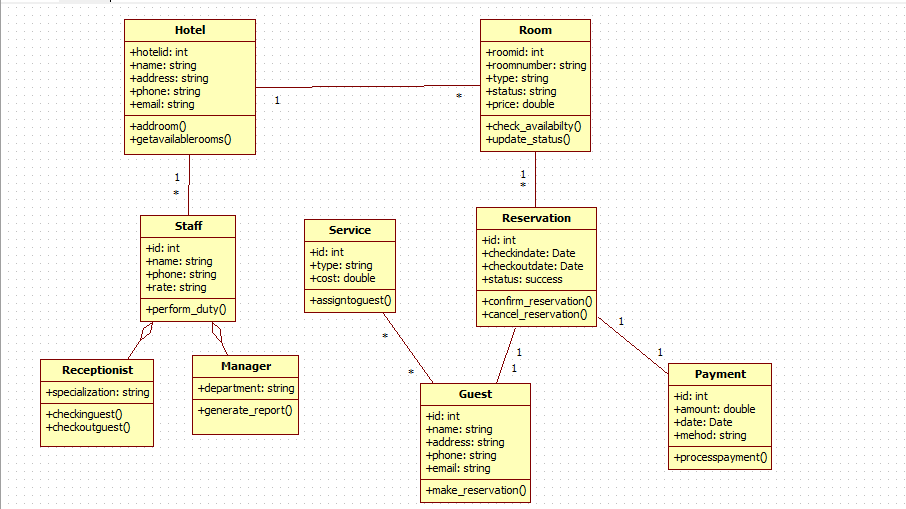 Hotel
+hotelid: int
+name: string
+address: string
+phone: string
+email: string
+addroom()
+getavailablerooms()
1
*
Room
+roomid: int
+roomnumber: string
+type: string
+status: string
+price: double
+check_availabilty()
+update_status()
1
*
1
*
Staff
+id: int
+name: string
+phone: string
+rate: string
+perform_duty()
Service
+id: int
+type: string
+cost: double
+assigntoguest()
Reservation
+id: int
+checkindate: Date
+checkoutdate: Date
+status: success
+confirm_reservation()
+cancel_reservation()
*
*
1
1
1
1
Receptionist
+specialization: string
+checkinguest()
+checkoutguest()
Manager
+department: string
+generate_report()
Guest
+id: int
+name: string
+address: string
+phone: string
+email: string
+make_reservation()
Payment
+id: int
+amount: double
+date: Date
+mehod: string
+processpayment()